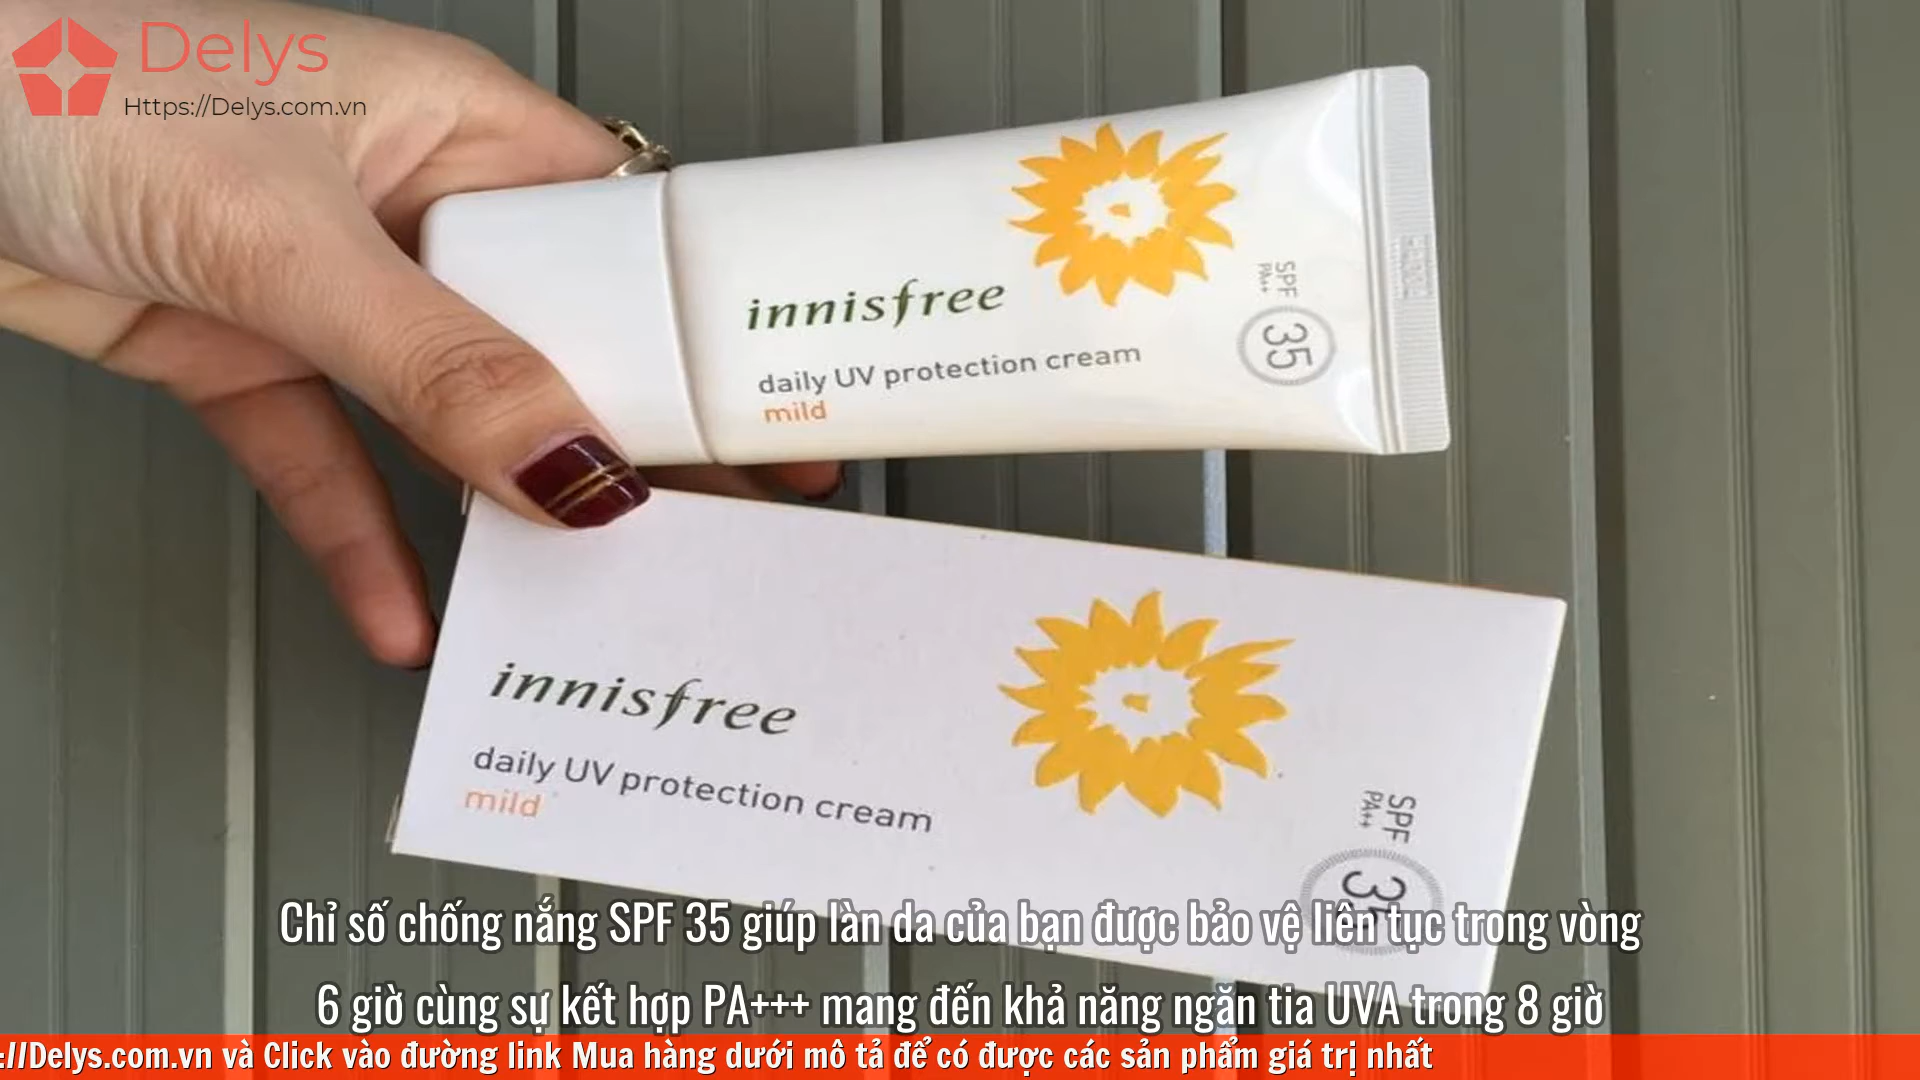 Delys
Https://Delys.com.vn
innisfree
daily UV protection cream
mild
SPF
PA++
35
innisfree
daily UV protection cream
mild
SPF
PA++
35
Chỉ số chống nắng SPF 35 giúp làn da của bạn được bảo vệ liên tục trong vòng
6 giờ cùng sự kết hợp PA+++ mang đến khả năng ngăn tia UVA trong 8 giờ
://Delys.com.vn và Click vào đường link Mua hàng dưới mô tả để có được các sản phẩm giá trị nhất